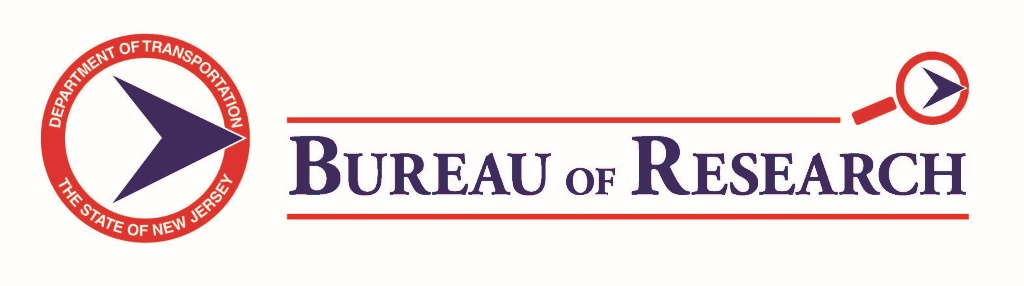 DEPARTMENT OF TRANSPORTATION
THE STATE OF NEW JERSEY
BUREAU OF RESEARCH